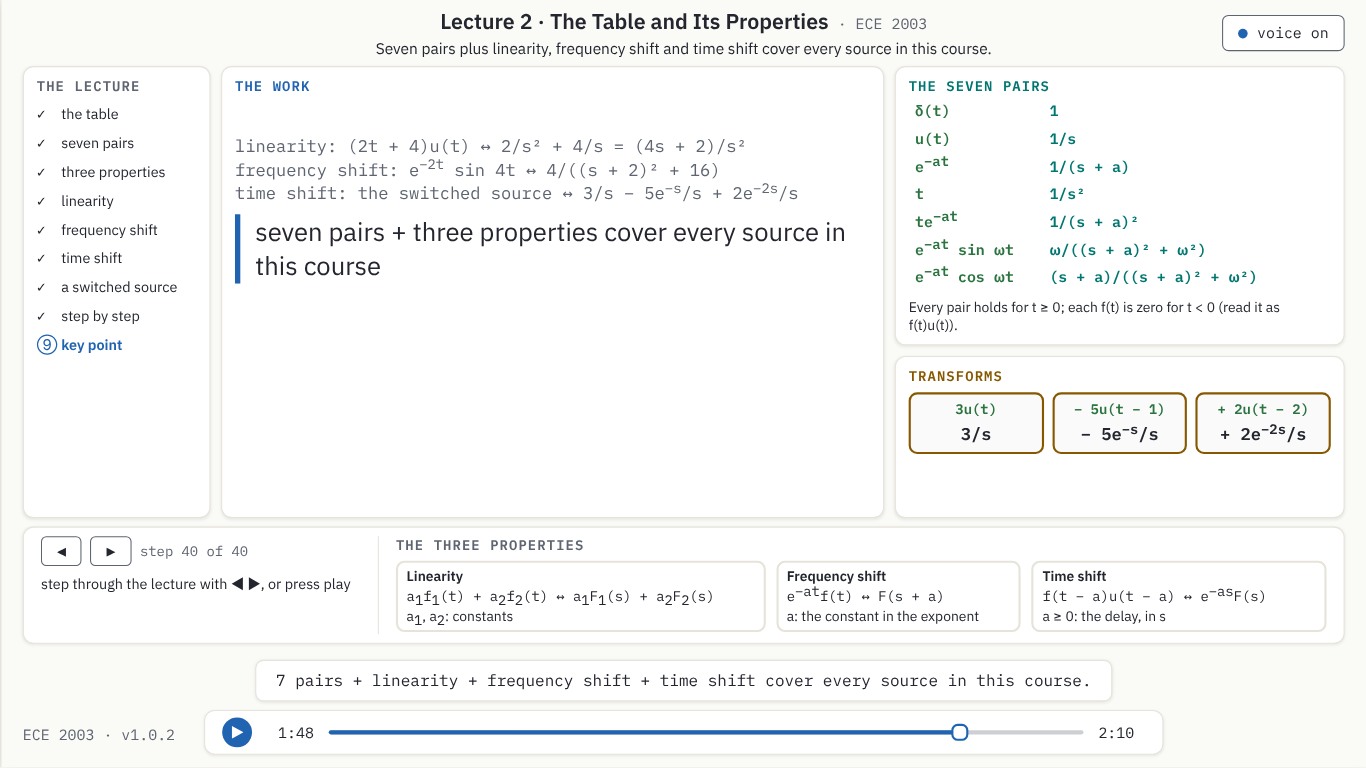 Lecture 2 · The Table and Its Properties · ECE 2003
Seven pairs plus linearity, frequency shift and time shift cover every source in this course.
voice on
THE LECTURE
✓ the table
✓ seven pairs
✓ three properties
✓ linearity
✓ frequency shift
✓ time shift
✓ a switched source
✓ step by step
⑨ key point
THE WORK
linearity: (2t + 4)u(t) ↔ 2/s² + 4/s = (4s + 2)/s²
frequency shift: e⁻²ᵗ sin 4t ↔ 4/((s + 2)² + 16)
time shift: the switched source ↔ 3/s − 5e⁻ˢ/s + 2e⁻²ˢ/s
seven pairs + three properties cover every source in
this course
THE SEVEN PAIRS
δ(t) 1
u(t) 1/s
e⁻ᵃᵗ 1/(s + a)
t 1/s²
te⁻ᵃᵗ 1/(s + a)²
e⁻ᵃᵗ sin ωt ω/((s + a)² + ω²)
e⁻ᵃᵗ cos ωt (s + a)/((s + a)² + ω²)
Every pair holds for t ≥ 0; each f(t) is zero for t < 0 (read it as
f(t)u(t)).
TRANSFORMS
3u(t) − 5u(t − 1) + 2u(t − 2)
3/s − 5e⁻ˢ/s + 2e⁻²ˢ/s
◀ ▶ step 40 of 40
step through the lecture with ◀ ▶, or press play
THE THREE PROPERTIES
Linearity
a₁f₁(t) + a₂f₂(t) ↔ a₁F₁(s) + a₂F₂(s)
a₁, a₂: constants
Frequency shift
e⁻ᵃᵗf(t) ↔ F(s + a)
a: the constant in the exponent
Time shift
f(t − a)u(t − a) ↔ e⁻ᵃˢF(s)
a ≥ 0: the delay, in s
7 pairs + linearity + frequency shift + time shift cover every source in this course.
ECE 2003 · v1.0.2
1:48 2:10